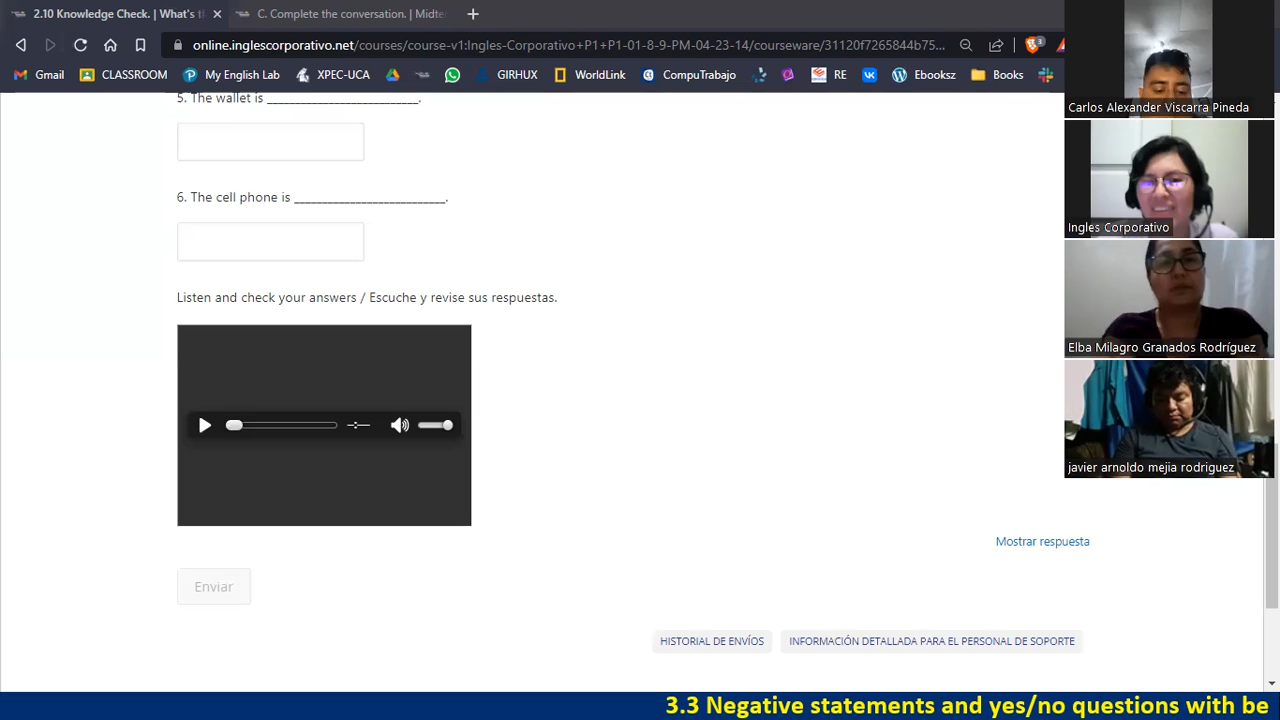 2.10 Knowledge Check. | What's th
C. Complete the conversation. | Midter
online.inglescorporativo.net/courses/course-v1:Ingles-Corporativo+P1+P1-01-8-9-PM-04-23-14/courseware/31120f7265844b75...
3
Gmail CLASSROOM My English Lab XPEC-UCA GIRHUX WorldLink CompuTrabajo RE Ebooksz Books
5. The wallet is ___________________________.
6. The cell phone is ___________________________.
Listen and check your answers / Escuche y revise sus respuestas.
-:-
Mostrar respuesta
Enviar
HISTORIAL DE ENVÍOS
INFORMACIÓN DETALLADA PARA EL PERSONAL DE SOPORTE
Carlos Alexander Viscarra Pineda
Ingles Corporativo
Elba Milagro Granados Rodríguez
javier arnoldo mejia rodriguez
3.3 Negative statements and yes/no questions with be